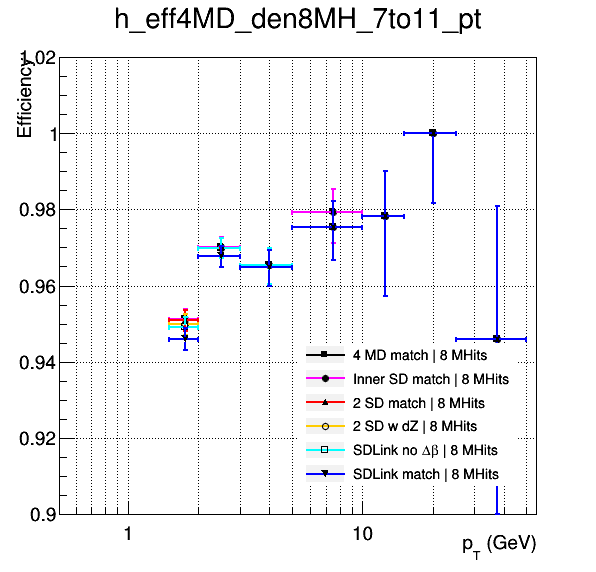 h_eff4MD_den8MH_7to11_pt
Efficiency
1.02
1
0.98
0.96
0.94
0.92
0.9
4 MD match | 8 MHits
Inner SD match | 8 MHits
2 SD match | 8 MHits
2 SD w dZ | 8 MHits
SDLink no Δβ | 8 MHits
SDLink match | 8 MHits
1
10
p_T (GeV)